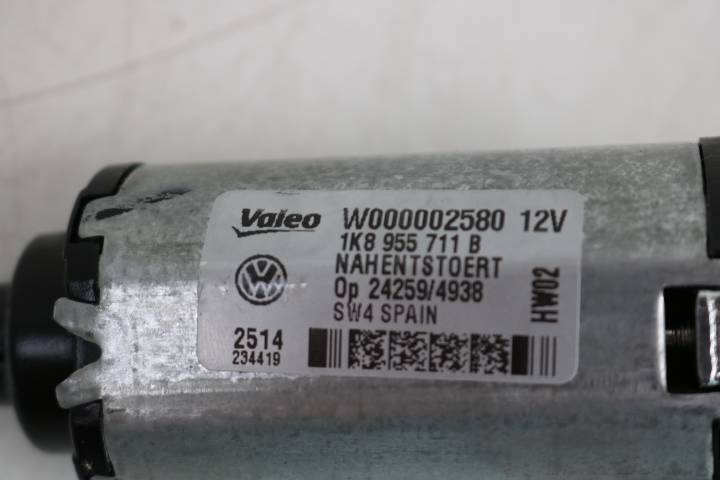 Valeo W000002580 12V
1K8 955 711 B
NAHENTSTOERT
Op 24259/4938
SW4 SPAIN
HW02
2514
234419